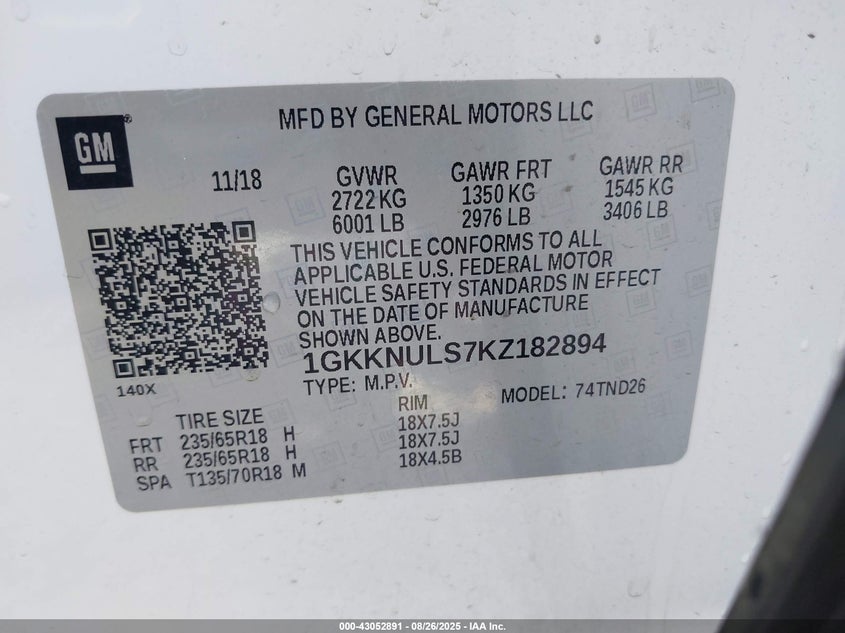 MFD BY GENERAL MOTORS LLC
GM®
11/18 GVWR GAWR FRT GAWR RR
2722 KG 1350 KG 1545 KG
6001 LB 2976 LB 3406 LB
THIS VEHICLE CONFORMS TO ALL
APPLICABLE U.S. FEDERAL MOTOR
VEHICLE SAFETY STANDARDS IN EFFECT
ON THE DATE OF MANUFACTURE
SHOWN ABOVE.
1GKKNULS7KZ182894
140X
TYPE: M.P.V. MODEL: 74TND26
TIRE SIZE RIM
FRT 235/65R18 H 18X7.5J
RR 235/65R18 H 18X7.5J
SPA T135/70R18 M 18X4.5B
000-43052891 - 08/26/2025 - IAA Inc.